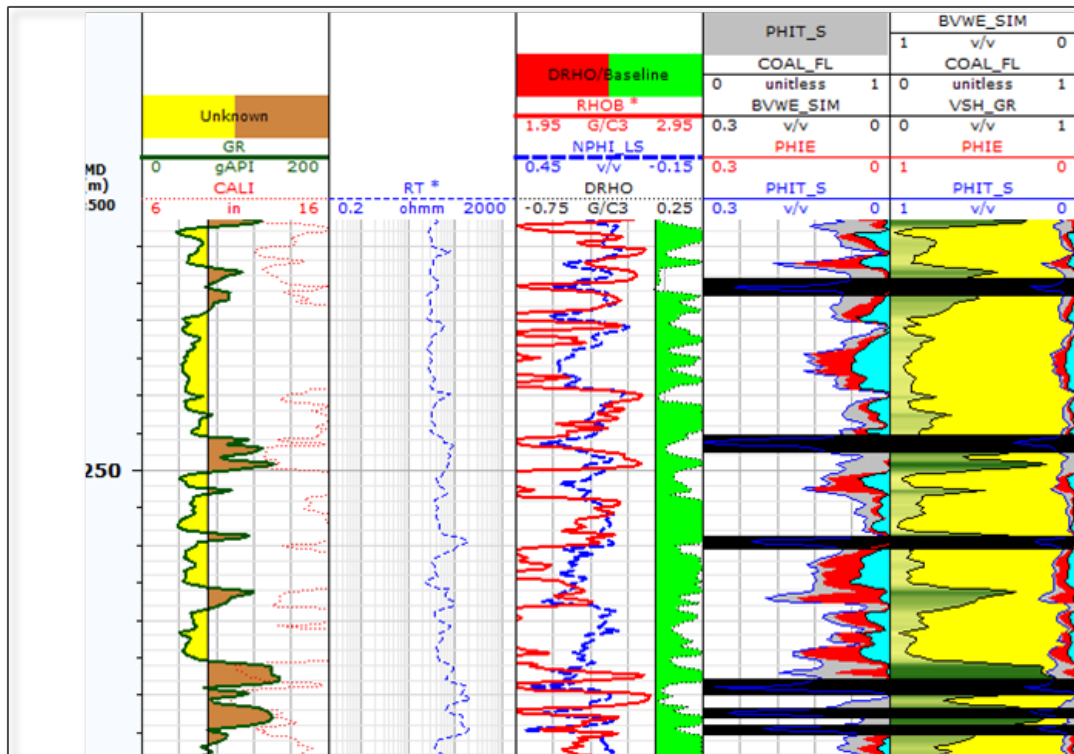 Unknown
GR
0 gAPI 200
CALI
6 in 16
MD
(m)
:500
RT *
0.2 ohmm 2000
DRHO/Baseline
RHOB *
1.95 G/C3 2.95
NPHI_LS
0.45 v/v -0.15
DRHO
-0.75 G/C3 0.25
PHIT_S
COAL_FL
0 unitless 1
BVWE_SIM
0.3 v/v 0
PHIE
0.3 0
PHIT_S
0.3 v/v 0
BVWE_SIM
1 v/v 0
COAL_FL
0 unitless 1
VSH_GR
0 v/v 1
PHIE
1 v/v 0
PHIT_S
1 v/v 0
250